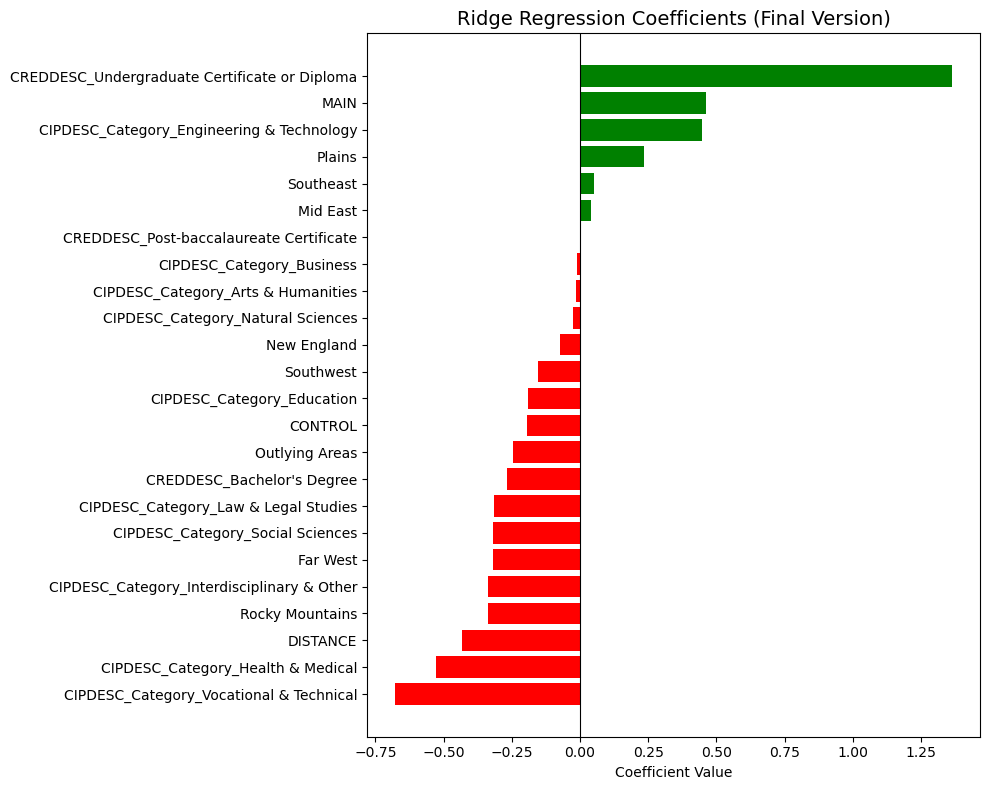 Ridge Regression Coefficients (Final Version)
CREDDESC_Undergraduate Certificate or Diploma
MAIN
CIPDESC_Category_Engineering & Technology
Plains
Southeast
Mid East
CREDDESC_Post-baccalaureate Certificate
CIPDESC_Category_Business
CIPDESC_Category_Arts & Humanities
CIPDESC_Category_Natural Sciences
New England
Southwest
CIPDESC_Category_Education
CONTROL
Outlying Areas
CREDDESC_Bachelor's Degree
CIPDESC_Category_Law & Legal Studies
CIPDESC_Category_Social Sciences
Far West
CIPDESC_Category_Interdisciplinary & Other
Rocky Mountains
DISTANCE
CIPDESC_Category_Health & Medical
CIPDESC_Category_Vocational & Technical
−0.75 −0.50 −0.25 0.00 0.25 0.50 0.75 1.00 1.25
Coefficient Value